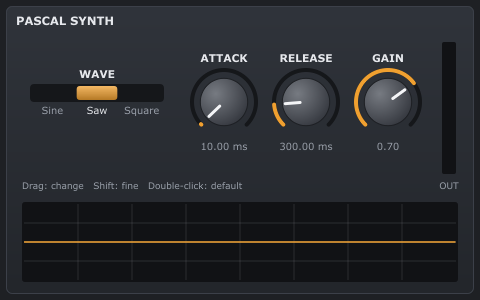 PASCAL SYNTH
WAVE
Sine Saw Square
ATTACK RELEASE GAIN
10.00 ms 300.00 ms 0.70
Drag: change Shift: fine Double-click: default
OUT